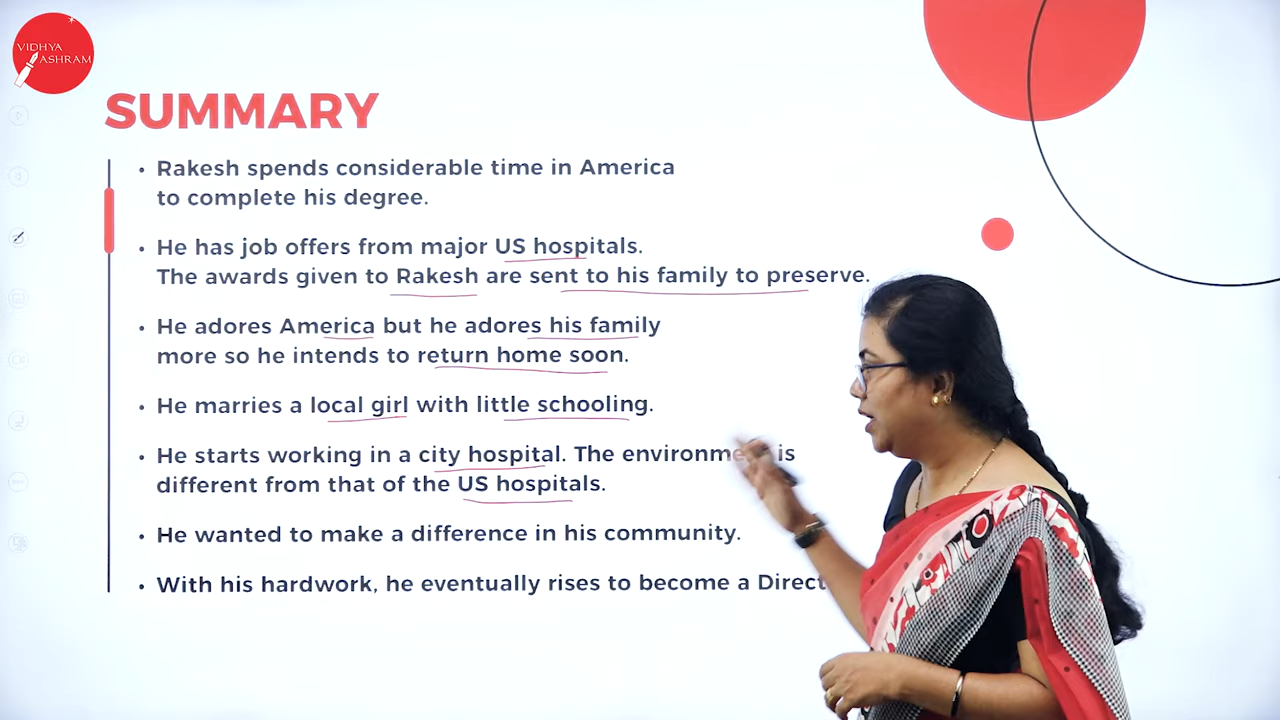 VIDHYA
ASHRAM
SUMMARY
• Rakesh spends considerable time in America
to complete his degree.
• He has job offers from major US hospitals.
The awards given to Rakesh are sent to his family to preserve.
• He adores America but he adores his family
more so he intends to return home soon.
• He marries a local girl with little schooling.
• He starts working in a city hospital. The environment is
different from that of the US hospitals.
• He wanted to make a difference in his community.
• With his hardwork, he eventually rises to become a Direct